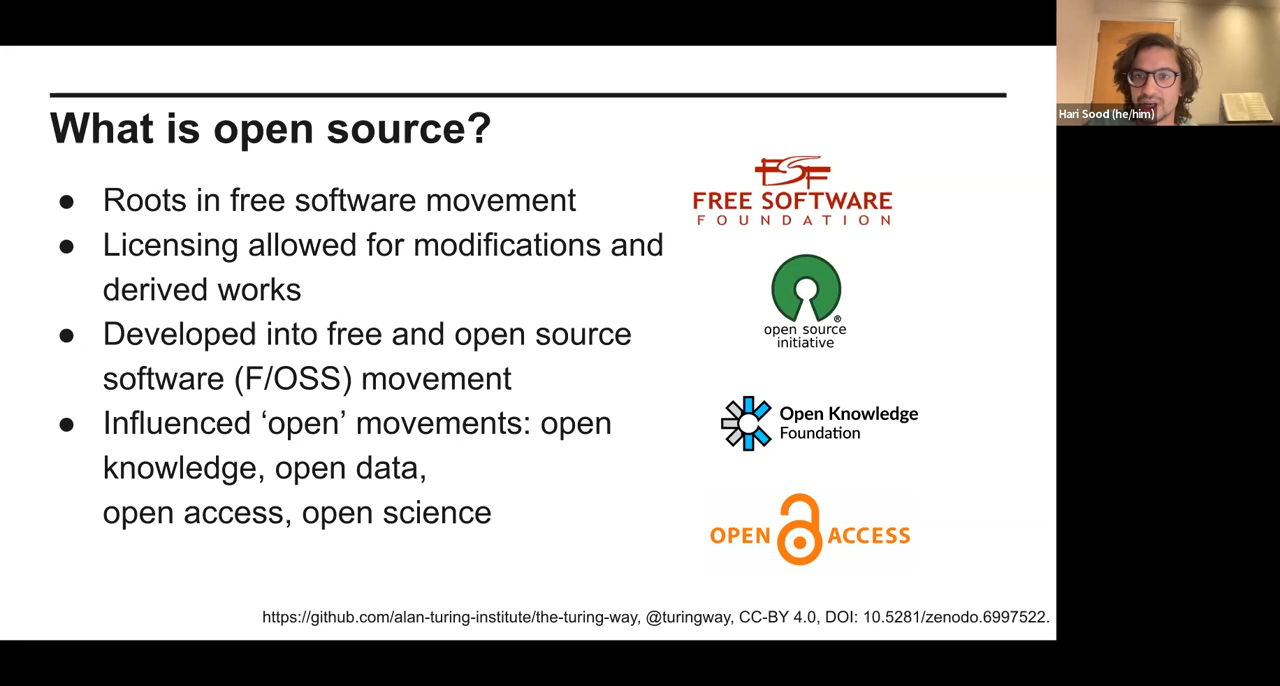 What is open source?
● Roots in free software movement
● Licensing allowed for modifications and
derived works
● Developed into free and open source
software (F/OSS) movement
● Influenced ‘open’ movements: open
knowledge, open data,
open access, open science
FSF
FREE SOFTWARE
FOUNDATION
®
open source
initiative
Open Knowledge
Foundation
OPEN ACCESS
https://github.com/alan-turing-institute/the-turing-way, @turingway, CC-BY 4.0, DOI: 10.5281/zenodo.6997522.
Hari Sood (he/him)